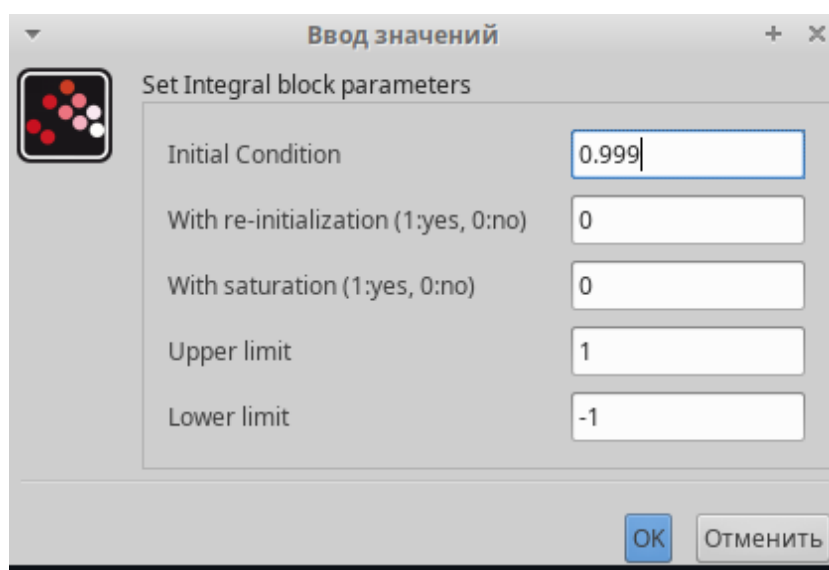 Ввод значений
Set Integral block parameters
Initial Condition 0.999
With re-initialization (1:yes, 0:no) 0
With saturation (1:yes, 0:no) 0
Upper limit 1
Lower limit -1
OK Отменить